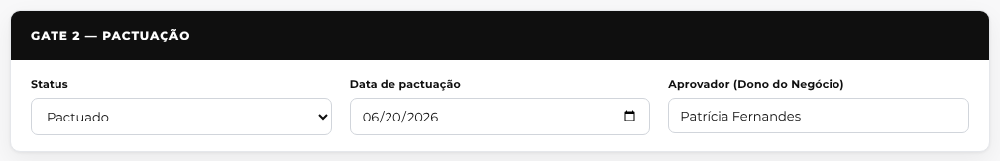 GATE 2 — PACTUAÇÃO
Status
Data de pactuação
Aprovador (Dono do Negócio)
Pactuado
06/20/2026
Patrícia Fernandes